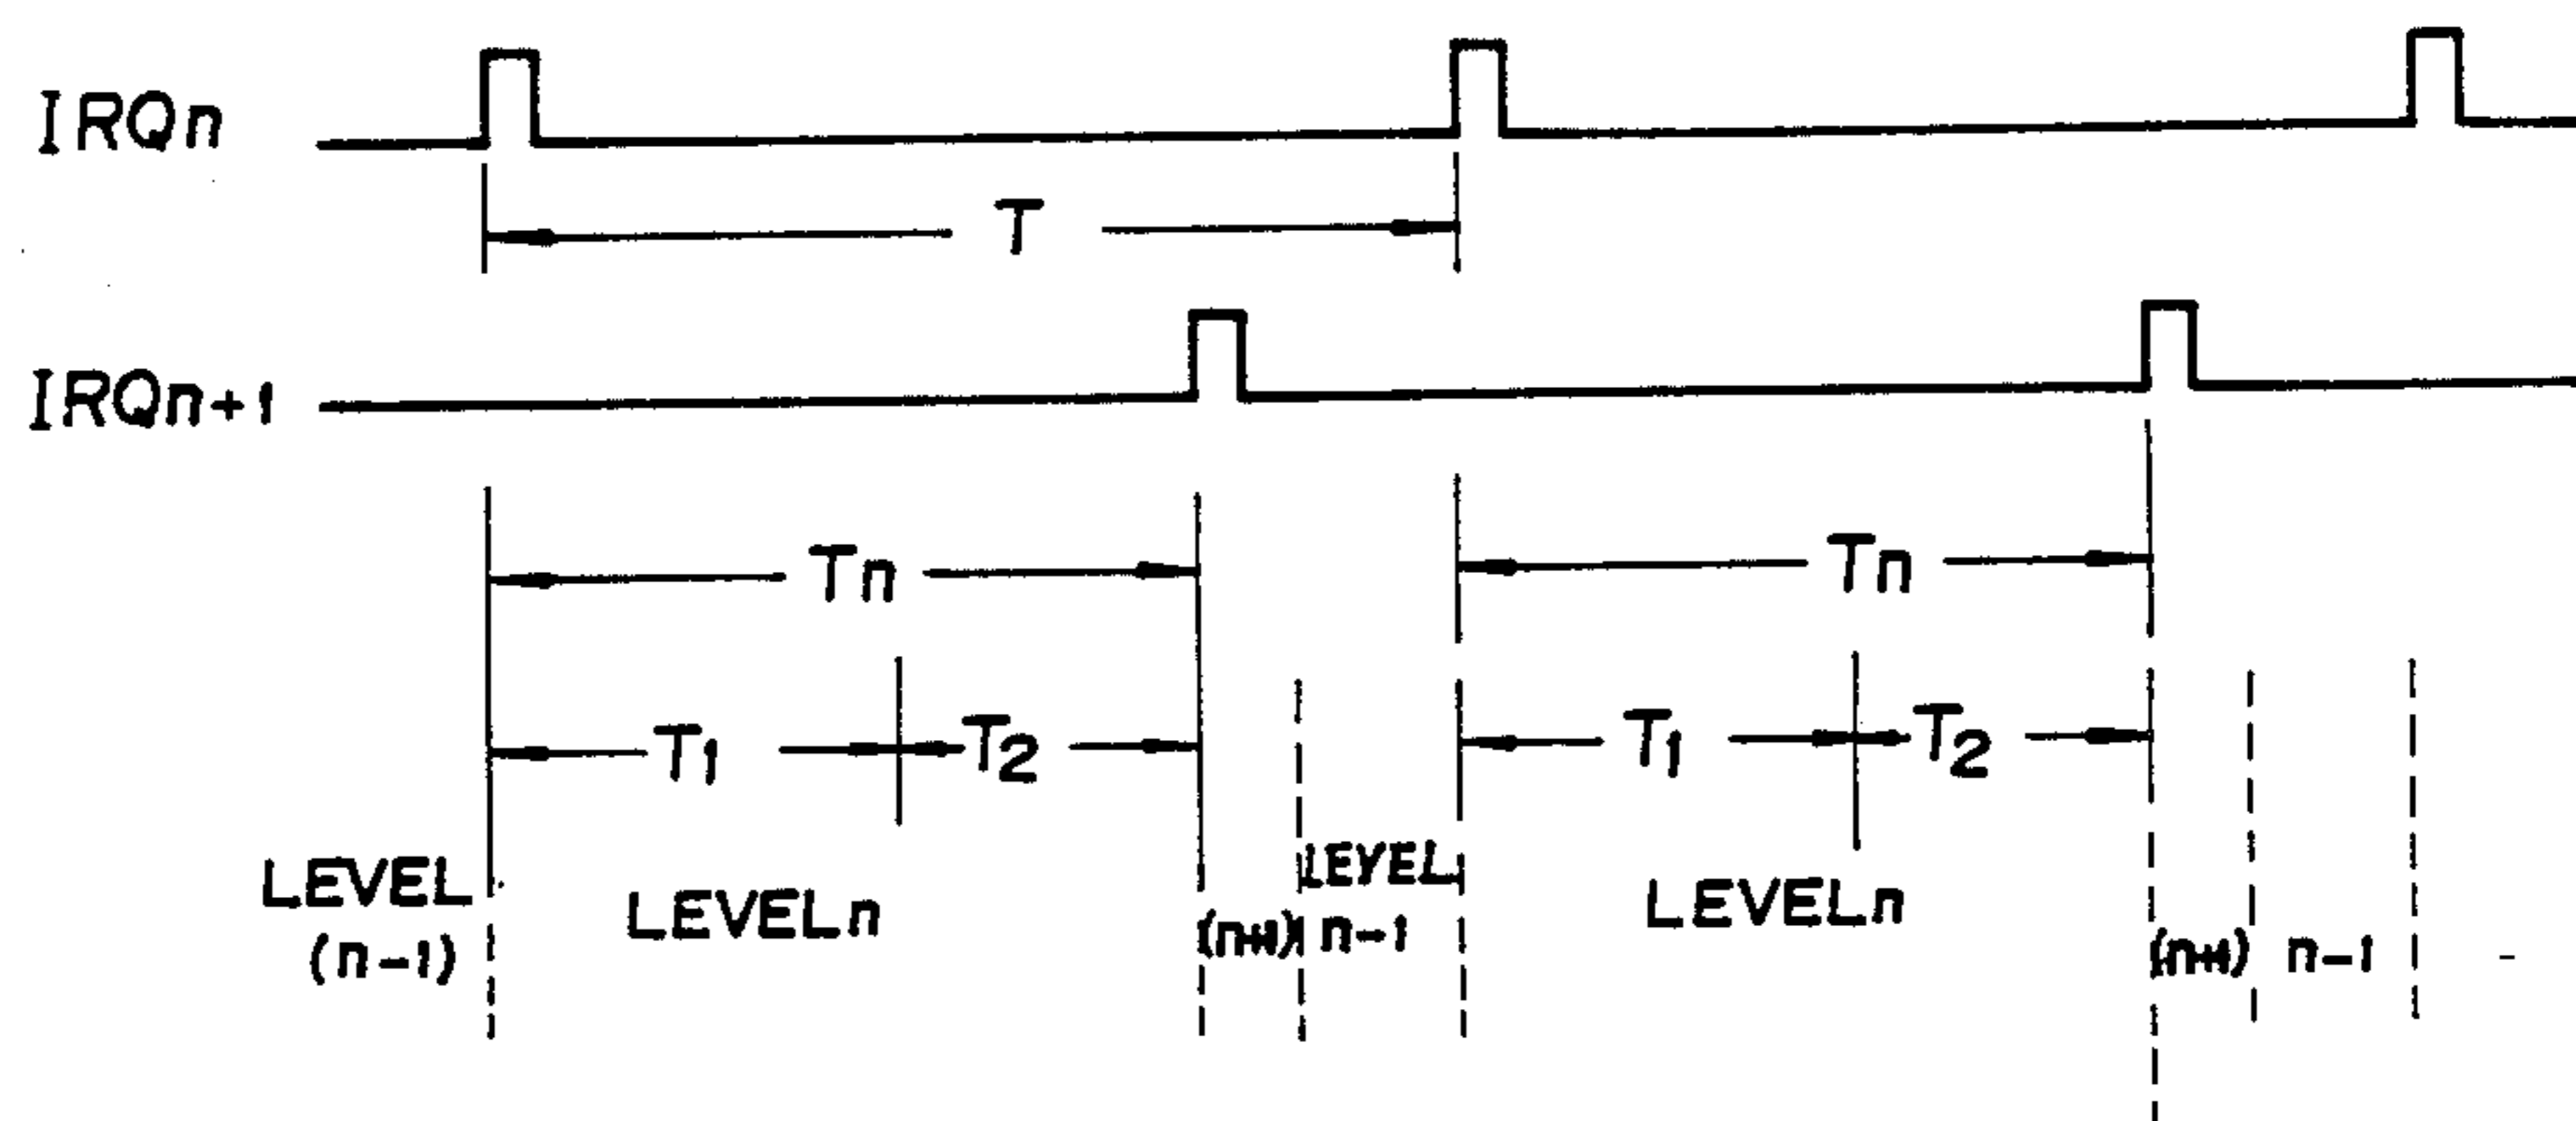 IRQn
T
IRQn+1
Tn Tn
T1 T2 T1 T2
LEVEL (n-1)
LEVELn
(n+1)
LEVEL n-1
LEVELn
(n+1) n-1